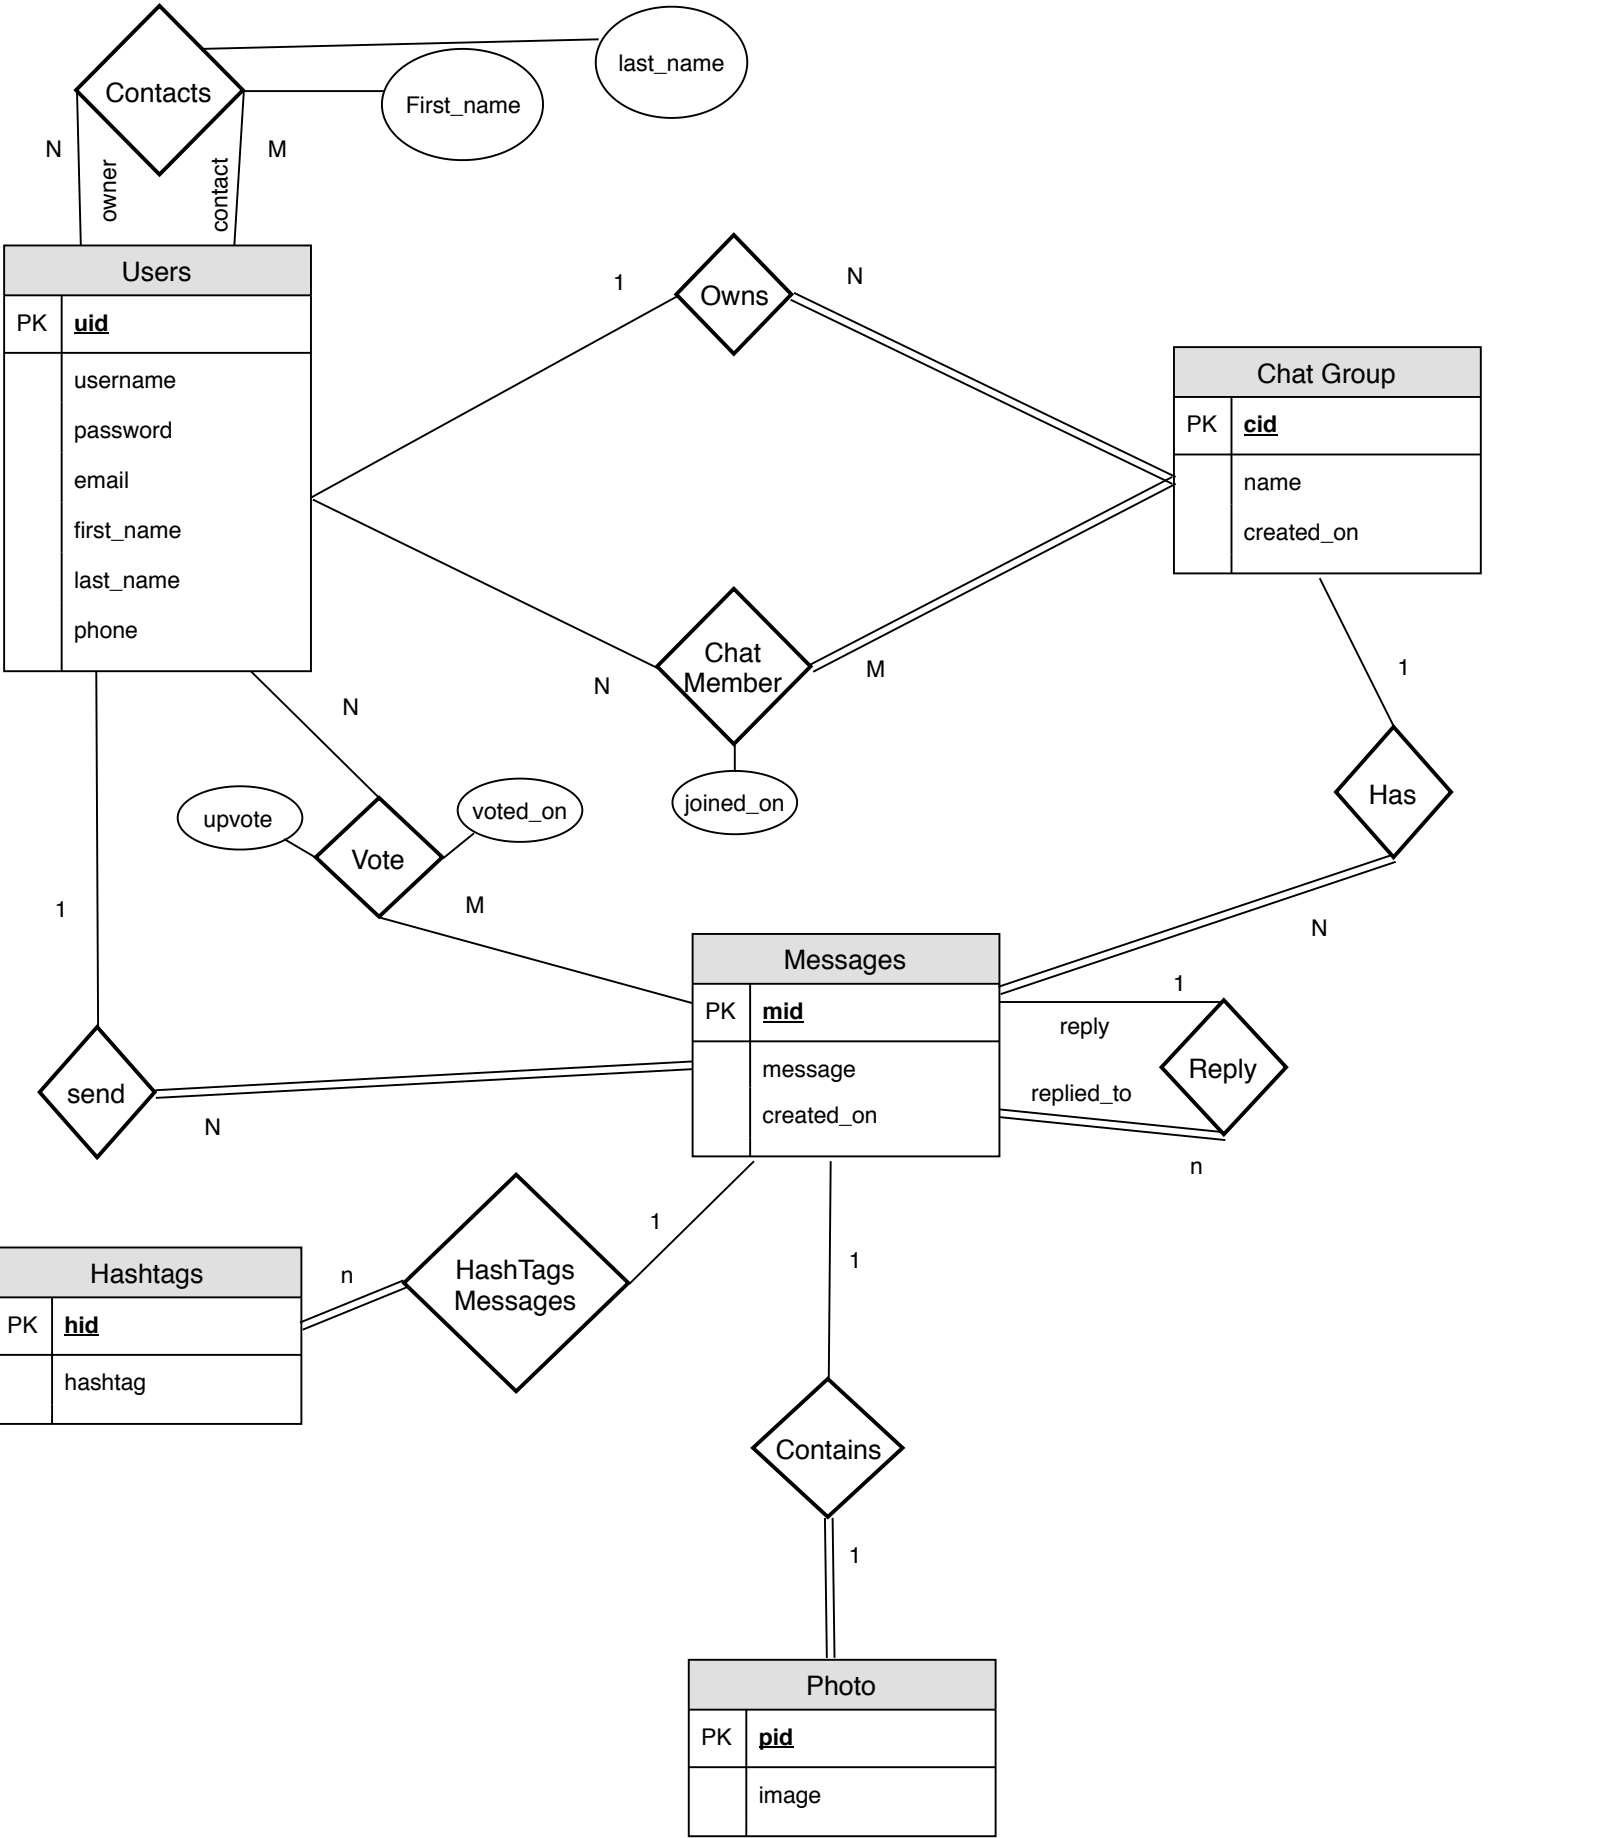 Contacts
last_name
First_name
N
owner
contact
M
Users
PK uid
username
password
email
first_name
last_name
phone
1
Owns
N
Chat Group
PK cid
name
created_on
N
Chat
Member
M
joined_on
1
Has
N
N
upvote
voted_on
Vote
M
1
send
N
Messages
PK mid
message
created_on
1
reply
Reply
replied_to
n
Hashtags
PK hid
hashtag
n
HashTags
Messages
1
1
Contains
1
Photo
PK pid
image